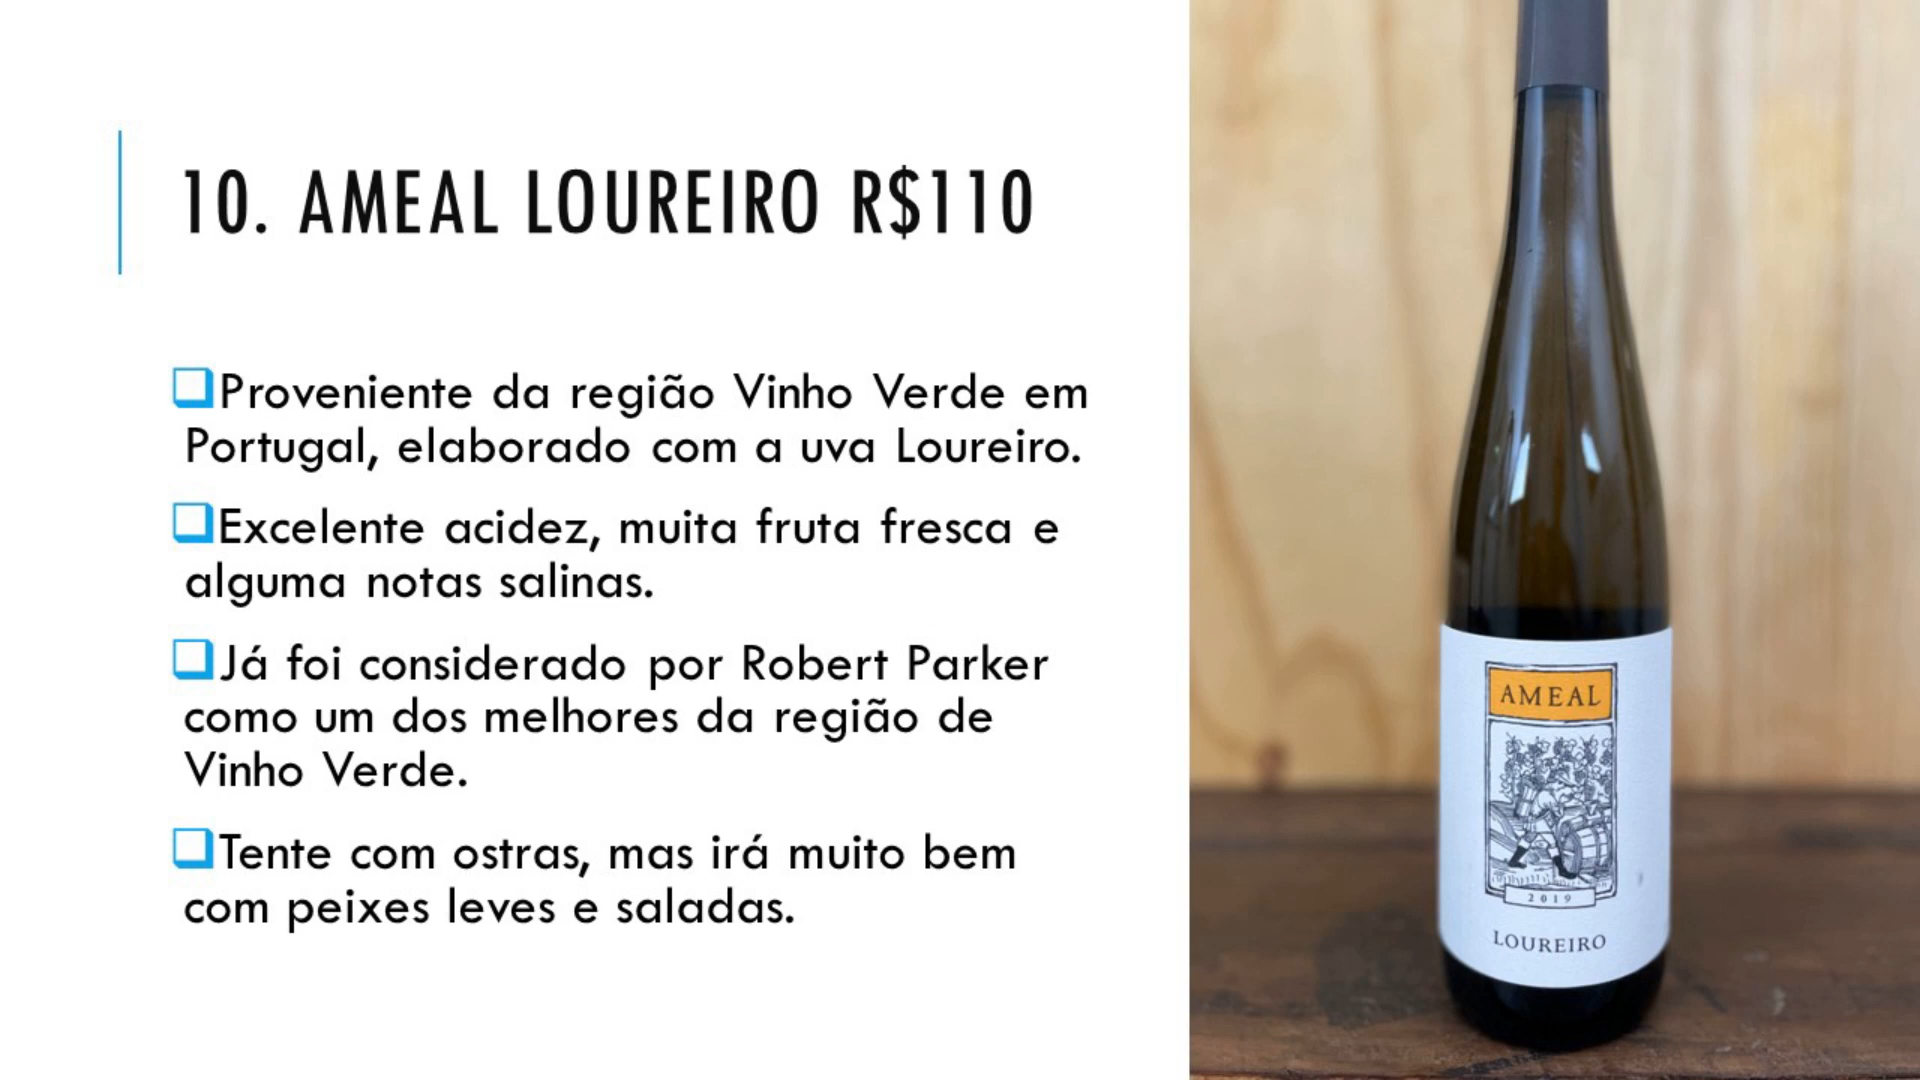 10. AMEAL LOUREIRO R$110
Proveniente da região Vinho Verde em
Portugal, elaborado com a uva Loureiro.
Excelente acidez, muita fruta fresca e
alguma notas salinas.
Já foi considerado por Robert Parker
como um dos melhores da região de
Vinho Verde.
Tente com ostras, mas irá muito bem
com peixes leves e saladas.
AMEAL
2019
LOUREIRO